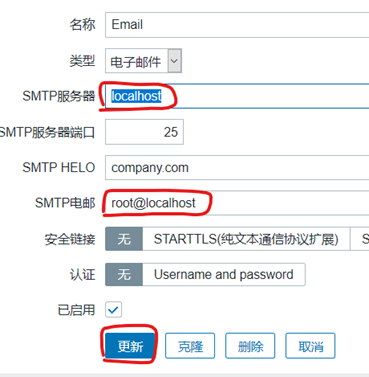 名称 Email
类型 电子邮件
SMTP服务器 localhost
SMTP服务器端口 25
SMTP HELO company.com
SMTP电邮 root@localhost
安全链接 无 STARTTLS(纯文本通信协议扩展) S
认证 无 Username and password
已启用
更新 克隆 删除 取消